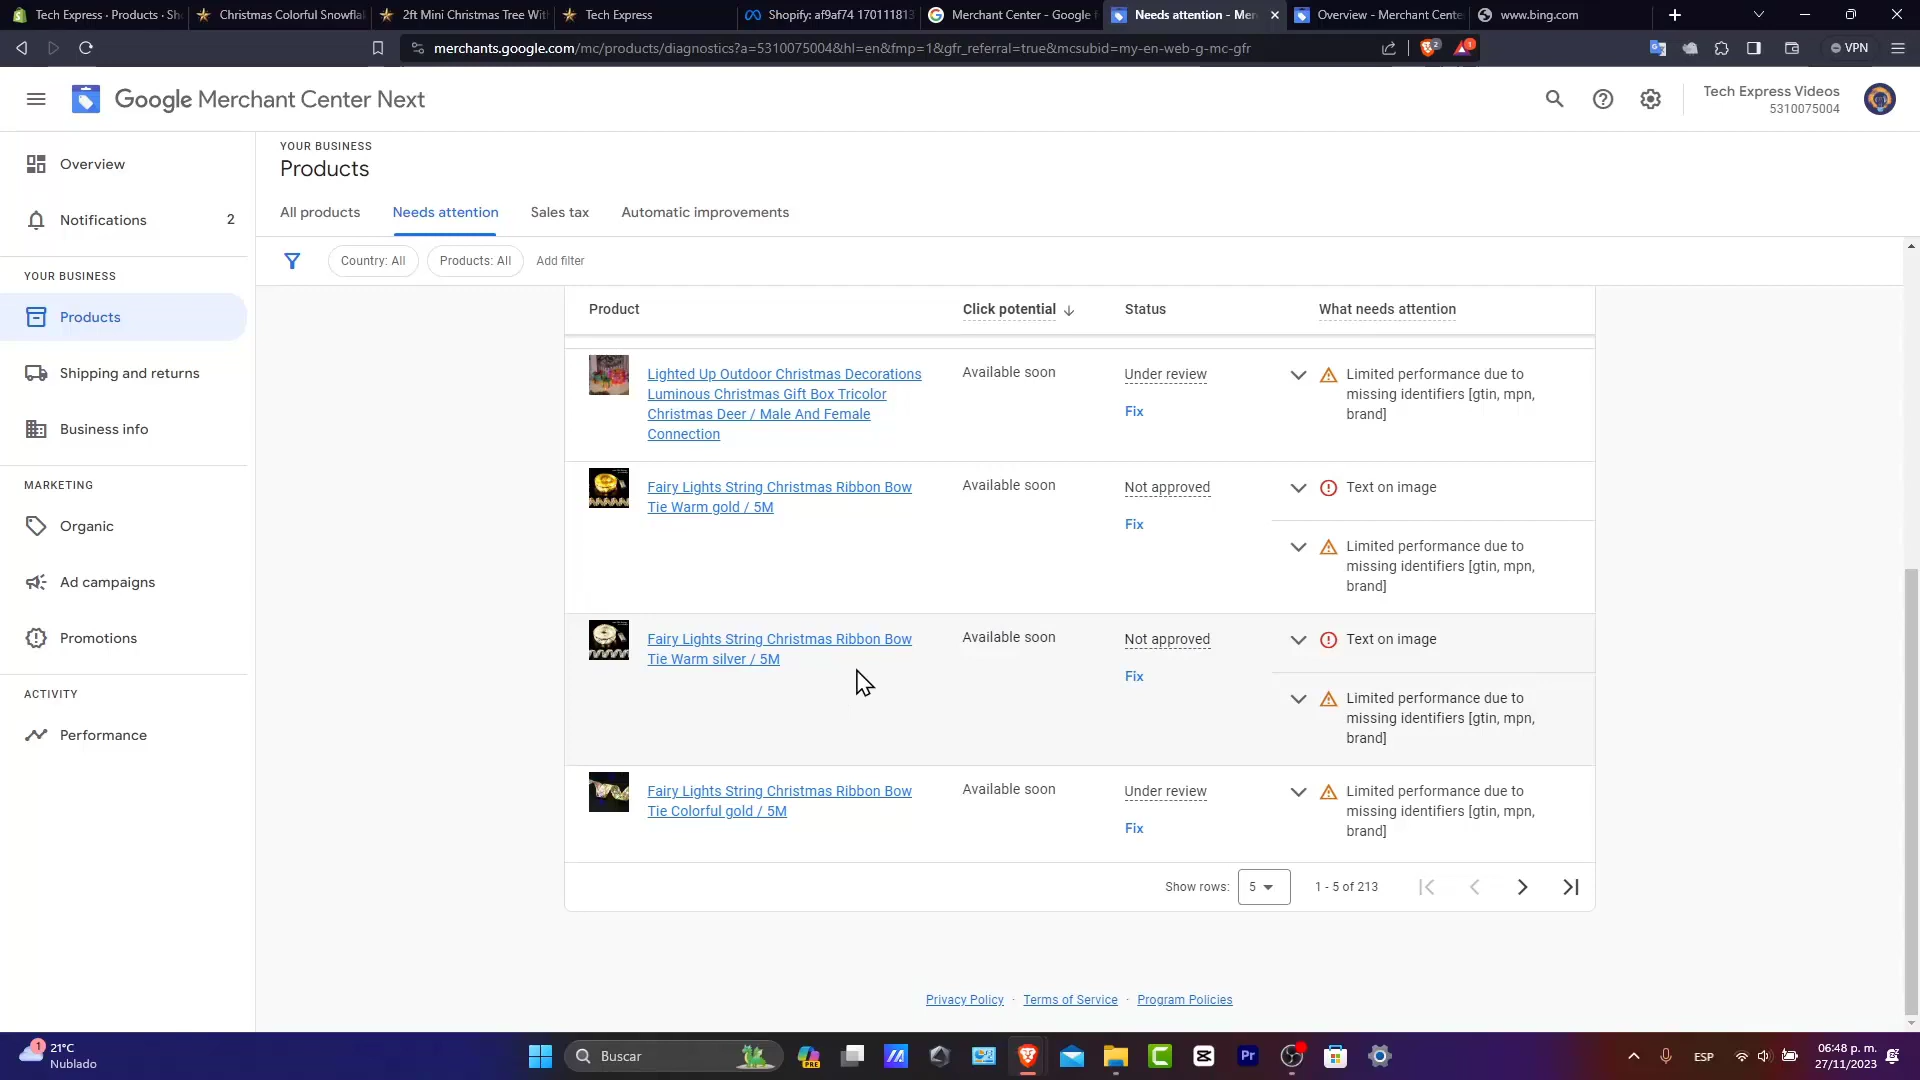 Tech Express · Products · Sh
Christmas Colorful Snowflal
2ft Mini Christmas Tree Wit
Tech Express
Shopify: af9af74 170111813
Merchant Center - Google f
Needs attention - Mer
Overview - Merchant Cente
www.bing.com
merchants.google.com/mc/products/diagnostics?a=5310075004&hl=en&fmp=1&gfr_referral=true&mcsubid=my-en-web-g-mc-gfr
2
1
VPN
Google Merchant Center Next
Tech Express Videos
5310075004
Overview
Notifications
2
YOUR BUSINESS
Products
Shipping and returns
Business info
MARKETING
Organic
Ad campaigns
Promotions
ACTIVITY
Performance
YOUR BUSINESS
Products
All products
Needs attention
Sales tax
Automatic improvements
Country: All
Products: All
Add filter
Product
Click potential
Status
What needs attention
Lighted Up Outdoor Christmas Decorations
Luminous Christmas Gift Box Tricolor
Christmas Deer / Male And Female
Connection
Available soon
Under review
Fix
Limited performance due to
missing identifiers [gtin, mpn,
brand]
Fairy Lights String Christmas Ribbon Bow
Tie Warm gold / 5M
Available soon
Not approved
Fix
Text on image
Limited performance due to
missing identifiers [gtin, mpn,
brand]
Fairy Lights String Christmas Ribbon Bow
Tie Warm silver / 5M
Available soon
Not approved
Fix
Text on image
Limited performance due to
missing identifiers [gtin, mpn,
brand]
Fairy Lights String Christmas Ribbon Bow
Tie Colorful gold / 5M
Available soon
Under review
Fix
Limited performance due to
missing identifiers [gtin, mpn,
brand]
Show rows:
5
1 - 5 of 213
Privacy Policy · Terms of Service · Program Policies
1
21°C
Nublado
Buscar
PRE
Pr
ESP
06:48 p. m.
27/11/2023